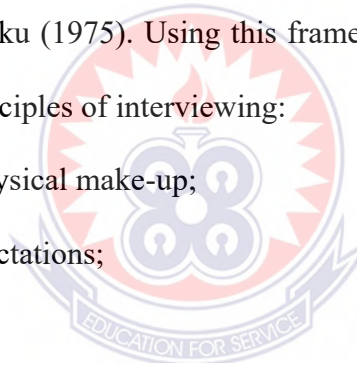 ku (1975). Using this frame
ciples of interviewing:
ysical make-up;
ctations;
EDUCATION FOR SERVICE